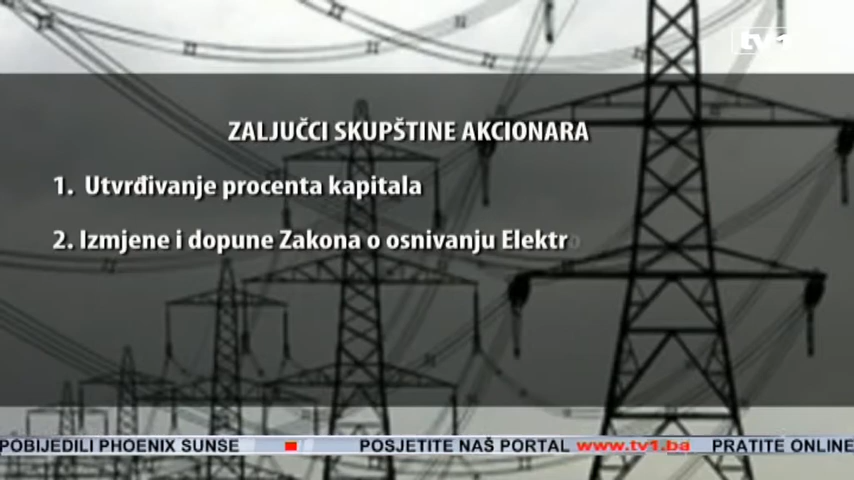 tv1
ZALJUČCI SKUPŠTINE AKCIONARA
1. Utvrđivanje procenta kapitala
2. Izmjene i dopune Zakona o osnivanju Elektro
POBIJEDILI PHOENIX SUNSE POSJETITE NAŠ PORTAL www.tv1.ba PRATITE ONLINE